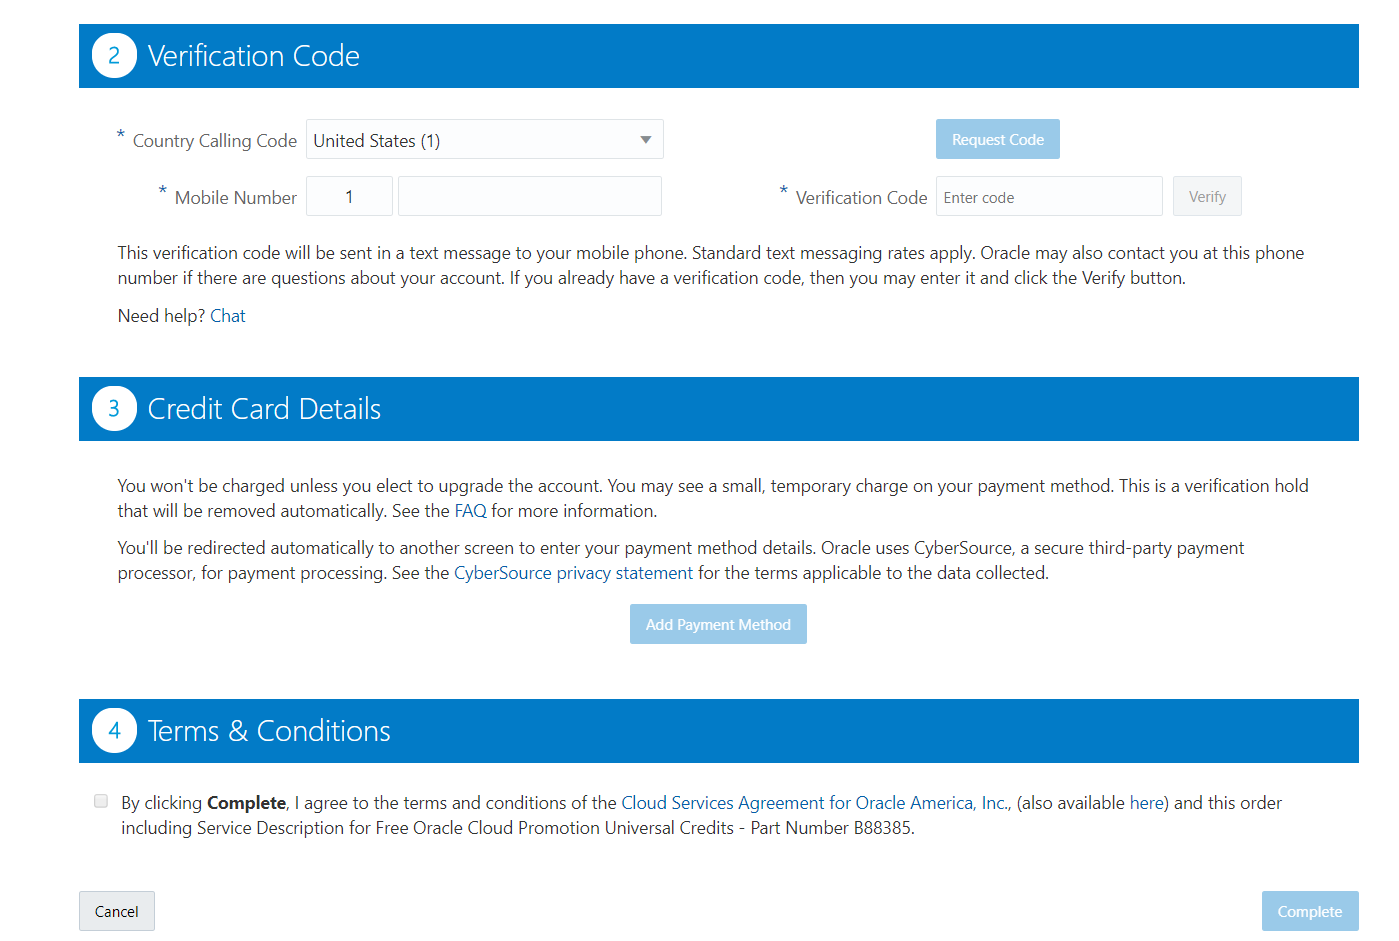 2 Verification Code
* Country Calling Code United States (1) Request Code
* Mobile Number 1 * Verification Code Enter code Verify
This verification code will be sent in a text message to your mobile phone. Standard text messaging rates apply. Oracle may also contact you at this phone
number if there are questions about your account. If you already have a verification code, then you may enter it and click the Verify button.
Need help? Chat
3 Credit Card Details
You won't be charged unless you elect to upgrade the account. You may see a small, temporary charge on your payment method. This is a verification hold
that will be removed automatically. See the FAQ for more information.
You'll be redirected automatically to another screen to enter your payment method details. Oracle uses CyberSource, a secure third-party payment
processor, for payment processing. See the CyberSource privacy statement for the terms applicable to the data collected.
Add Payment Method
4 Terms & Conditions
By clicking Complete, I agree to the terms and conditions of the Cloud Services Agreement for Oracle America, Inc., (also available here) and this order
including Service Description for Free Oracle Cloud Promotion Universal Credits - Part Number B88385.
Cancel Complete